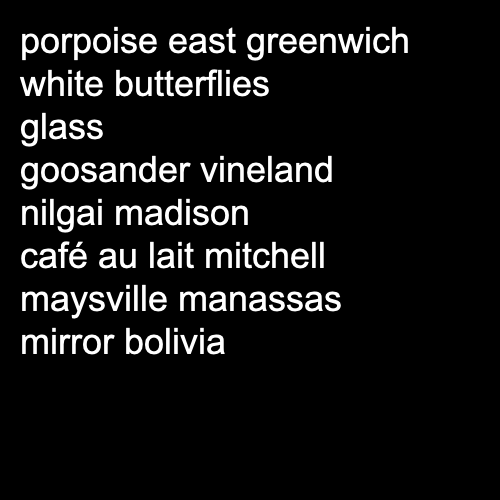 porpoise east greenwich
white butterflies
glass
goosander vineland
nilgai madison
café au lait mitchell
maysville manassas
mirror bolivia